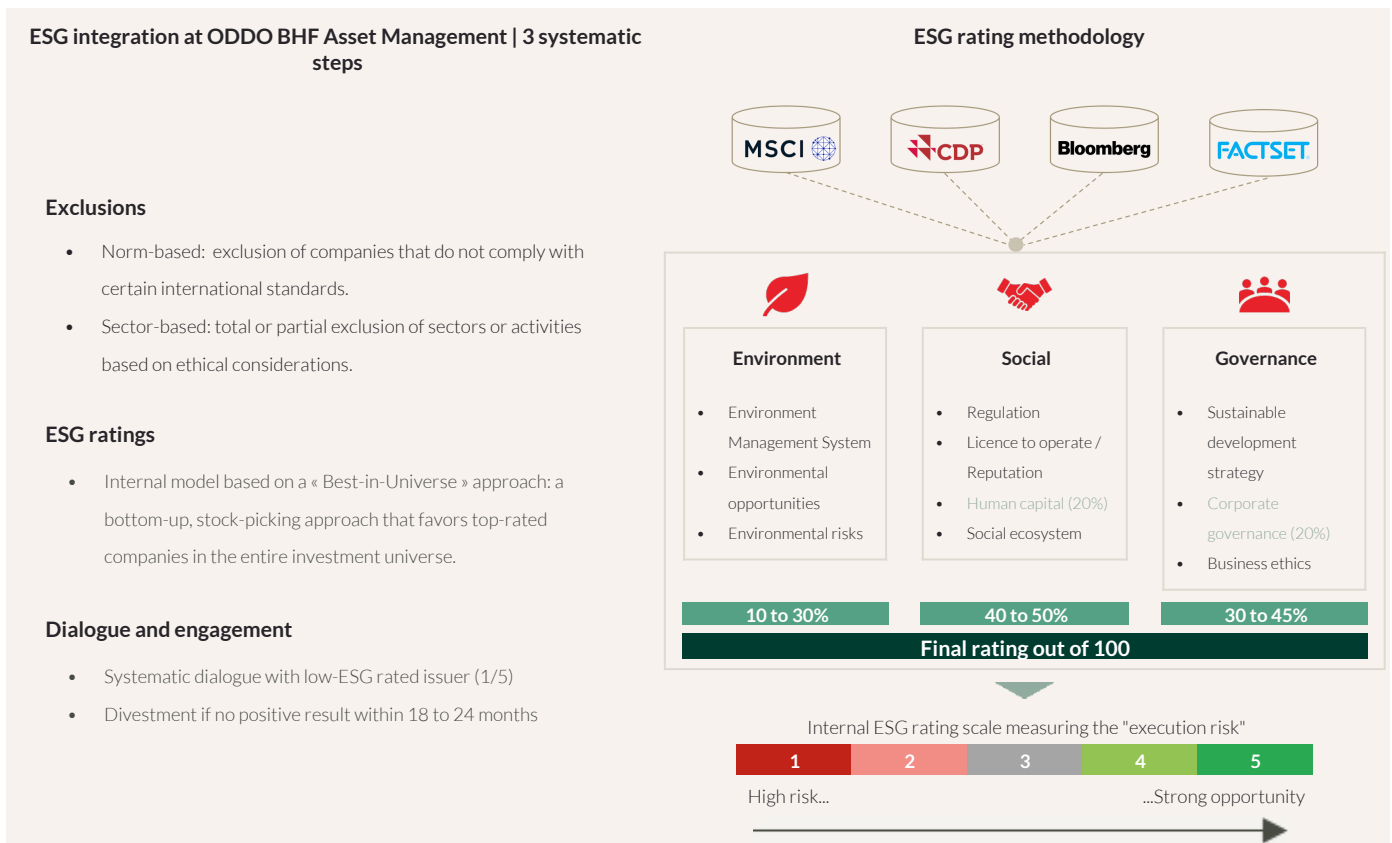 ESG integration at ODDO BHF Asset Management | 3 systematic
steps
Exclusions
• Norm-based: exclusion of companies that do not comply with
certain international standards.
• Sector-based: total or partial exclusion of sectors or activities
based on ethical considerations.
ESG ratings
• Internal model based on a « Best-in-Universe » approach: a
bottom-up, stock-picking approach that favors top-rated
companies in the entire investment universe.
Dialogue and engagement
• Systematic dialogue with low-ESG rated issuer (1/5)
• Divestment if no positive result within 18 to 24 months
ESG rating methodology
MSCI
CDP
Bloomberg
FACTSET
Environment
• Environment
Management System
• Environmental
opportunities
• Environmental risks
10 to 30%
Social
• Regulation
• Licence to operate /
Reputation
• Human capital (20%)
• Social ecosystem
40 to 50%
Governance
• Sustainable
development
strategy
• Corporate
governance (20%)
• Business ethics
30 to 45%
Final rating out of 100
Internal ESG rating scale measuring the "execution risk"
1 2 3 4 5
High risk... ...Strong opportunity